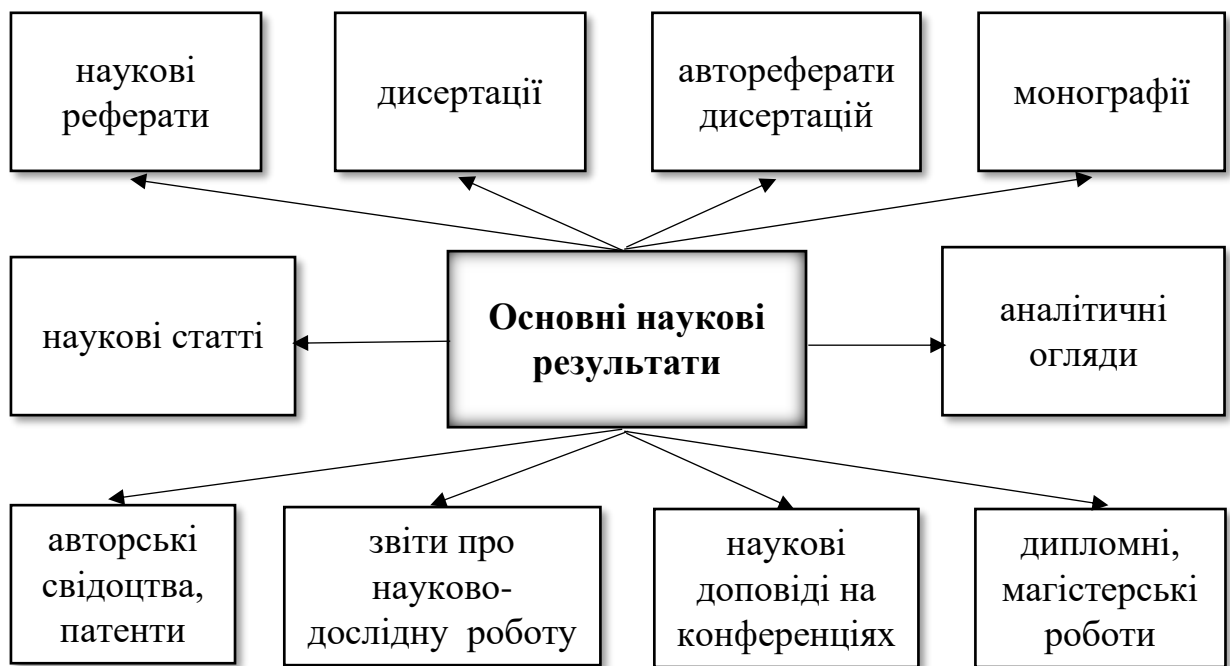 наукові
реферати
дисертації
автореферати
дисертацій
монографії
наукові статті
Основні наукові
результати
аналітичні
огляди
авторські
свідоцтва,
патенти
звіти про
науково-
дослідну роботу
наукові
доповіді на
конференціях
дипломні,
магістерські
роботи